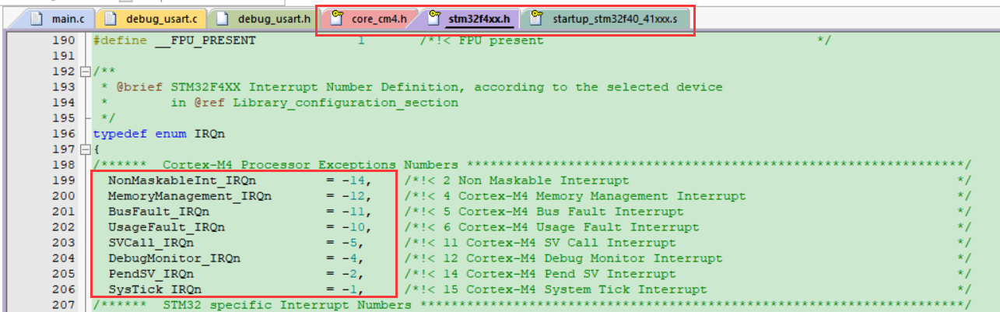 main.c debug_usart.c debug_usart.h core_cm4.h stm32f4xx.h startup_stm32f40_41xxx.s
190 #define __FPU_PRESENT 1 /*!< FPU present */
191
192 /**
193 * @brief STM32F4XX Interrupt Number Definition, according to the selected device
194 * in @ref Library_configuration_section
195 */
196 typedef enum IRQn
197 {
198 /****** Cortex-M4 Processor Exceptions Numbers ****************************************************************/
199 NonMaskableInt_IRQn = -14, /*!< 2 Non Maskable Interrupt */
200 MemoryManagement_IRQn = -12, /*!< 4 Cortex-M4 Memory Management Interrupt */
201 BusFault_IRQn = -11, /*!< 5 Cortex-M4 Bus Fault Interrupt */
202 UsageFault_IRQn = -10, /*!< 6 Cortex-M4 Usage Fault Interrupt */
203 SVCall_IRQn = -5, /*!< 11 Cortex-M4 SV Call Interrupt */
204 DebugMonitor_IRQn = -4, /*!< 12 Cortex-M4 Debug Monitor Interrupt */
205 PendSV_IRQn = -2, /*!< 14 Cortex-M4 Pend SV Interrupt */
206 SysTick_IRQn = -1, /*!< 15 Cortex-M4 System Tick Interrupt */
207 /****** STM32 specific Interrupt Numbers **********************************************************************/